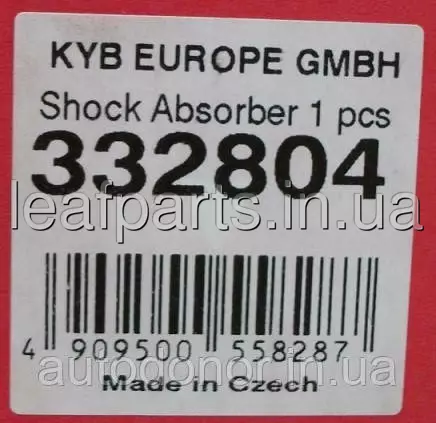 KYB EUROPE GMBH
Shock Absorber 1 pcs
332804
leafparts.in.ua
4 909500 558287
autodonor.in.ua
Made in Czech